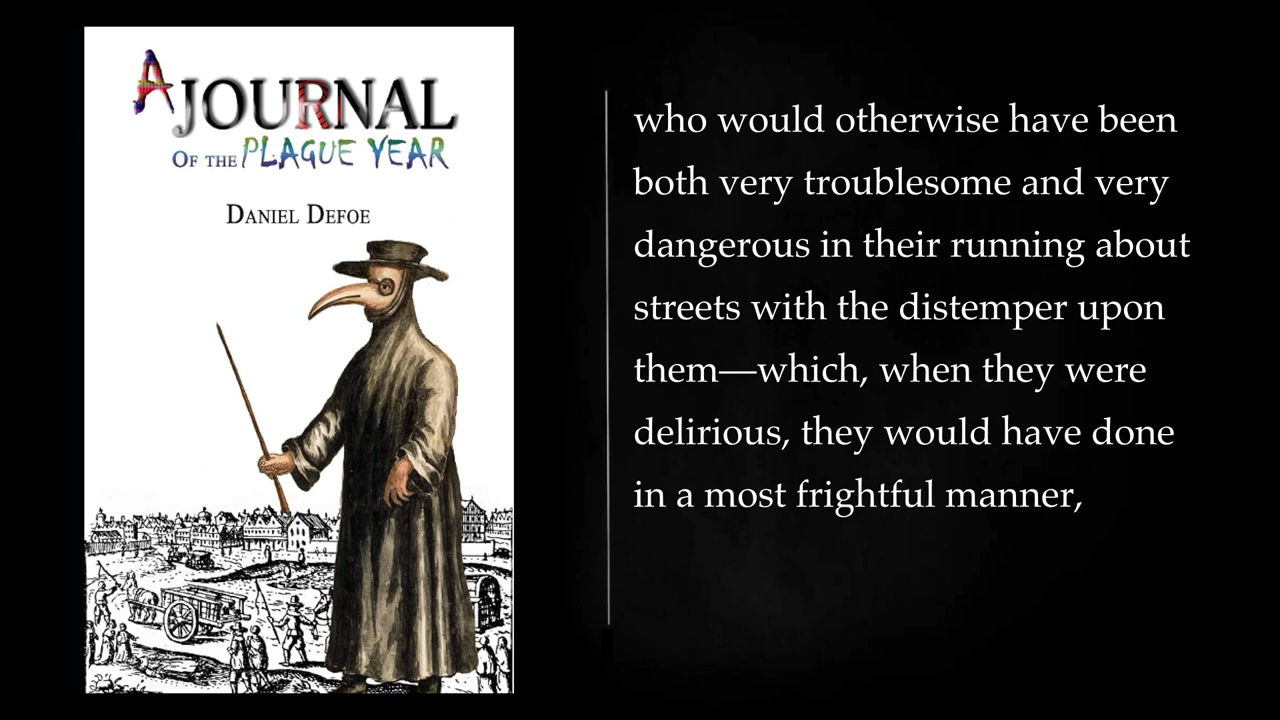 A JOURNAL
OF THE PLAGUE YEAR
DANIEL DEFOE
who would otherwise have been
both very troublesome and very
dangerous in their running about
streets with the distemper upon
them—which, when they were
delirious, they would have done
in a most frightful manner,